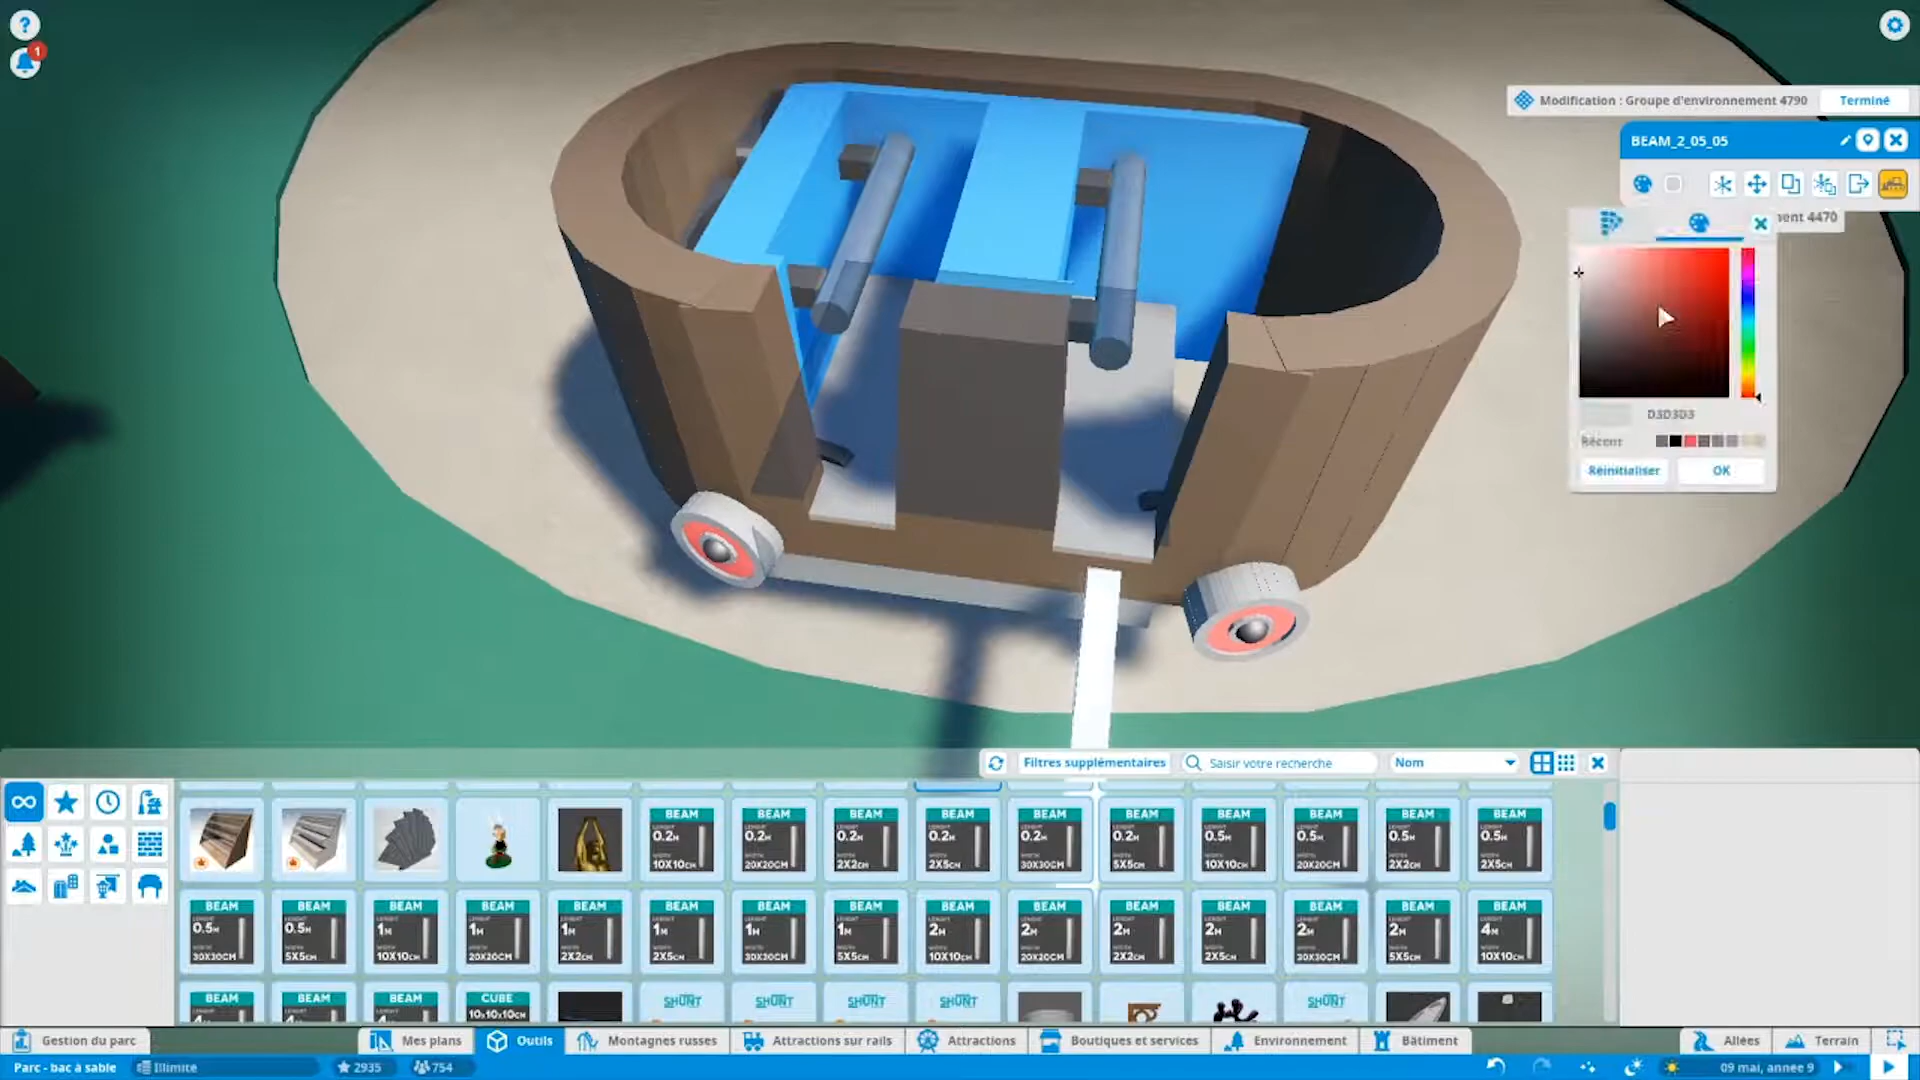 ?
1
Modification : Groupe d'environnement 4790
Terminé
BEAM_2_05_05
ent 4470
D3D3D3
Récent
Réinitialiser
OK
Filtres supplémentaires
Saisir votre recherche
Nom
BEAM 0.2M 10X10CM
BEAM 0.2M 20X20CM
BEAM 0.2M 2X2CM
BEAM 0.2M 2X5CM
BEAM 0.2M 30X30CM
BEAM 0.2M 5X5CM
BEAM 0.5M 10X10CM
BEAM 0.5M 20X20CM
BEAM 0.5M 2X2CM
BEAM 0.5M 2X5CM
BEAM 0.5M 30X30CM
BEAM 0.5M 5X5CM
BEAM 1M 10X10CM
BEAM 1M 20X20CM
BEAM 1M 2X2CM
BEAM 1M 2X5CM
BEAM 1M 30X30CM
BEAM 1M 5X5CM
BEAM 2M 10X10CM
BEAM 2M 20X20CM
BEAM 2M 2X2CM
BEAM 2M 2X5CM
BEAM 2M 30X30CM
BEAM 2M 5X5CM
BEAM 4M 10X10CM
BEAM
BEAM
BEAM
CUBE 10x10x10CM
SHUNT
SHUNT
SHUNT
SHUNT
SHUNT
Gestion du parc
Mes plans
Outils
Montagnes russes
Attractions sur rails
Attractions
Boutiques et services
Environnement
Bâtiment
Allées
Terrain
Parc - bac à sable
Illimité
2935
754
09 mai, année 9